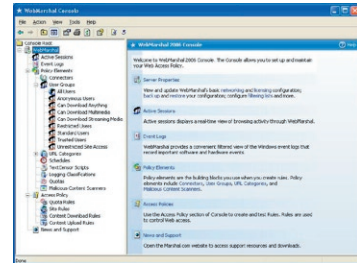 WebMarshal Console
File Action View Tools Help
Console Root
WebMarshal
Active Sessions
Event Logs
Policy Elements
Connectors
User Groups
All Users
Anonymous Users
Can Download Anything
Can Download Multimedia
Can Download Streaming Media
Restricted Users
Standard Users
Trusted Users
Unrestricted Site Access
URL Categories
Schedules
TextCensor Scripts
Logging Classifications
Quotas
Malicious Content Scanners
Access Policy
Quota Rules
Site Rules
Content Download Rules
Content Upload Rules
News and Support
WebMarshal 2006 Console
Help
Welcome to WebMarshal 2006 Console. The Console allows you to set up and maintain
your Web Access Policy.
Server Properties
View and update WebMarshal's basic networking and licensing configuration;
back up and restore your configuration; configure filtering lists and more.
Active Sessions
Active sessions displays a real-time view of browsing activity through WebMarshal.
Event Logs
WebMarshal provides a convenient filtered view of the Windows event logs that
record important software and hardware events.
Policy Elements
Policy elements are the building blocks you use when you create rules. Policy
elements include Connectors, User Groups, URL Categories, and
Malicious Content Scanners.
Access Policies
Use the Access Policy section of Console to create and test Rules. Rules are used
to control Web access.
News and Support
Open the Marshal.com website to access support resources and downloads.
Done